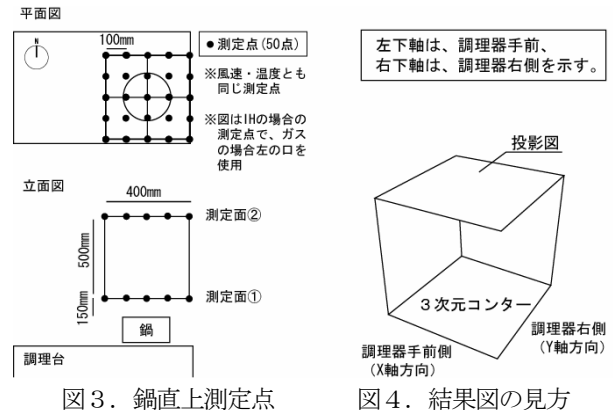 平面図
N
100mm
●測定点(50点)
※風速・温度とも
同じ測定点
※図はIHの場合の
測定点で、ガス
の場合左の口を
使用
立面図
400mm
測定面②
500mm
測定面①
150mm
鍋
調理台
図３．鍋直上測定点
左下軸は、調理器手前、
右下軸は、調理器右側を示す。
投影図
３次元コンター
調理器手前側
(X軸方向)
調理器右側
(Y軸方向)
図４．結果図の見方